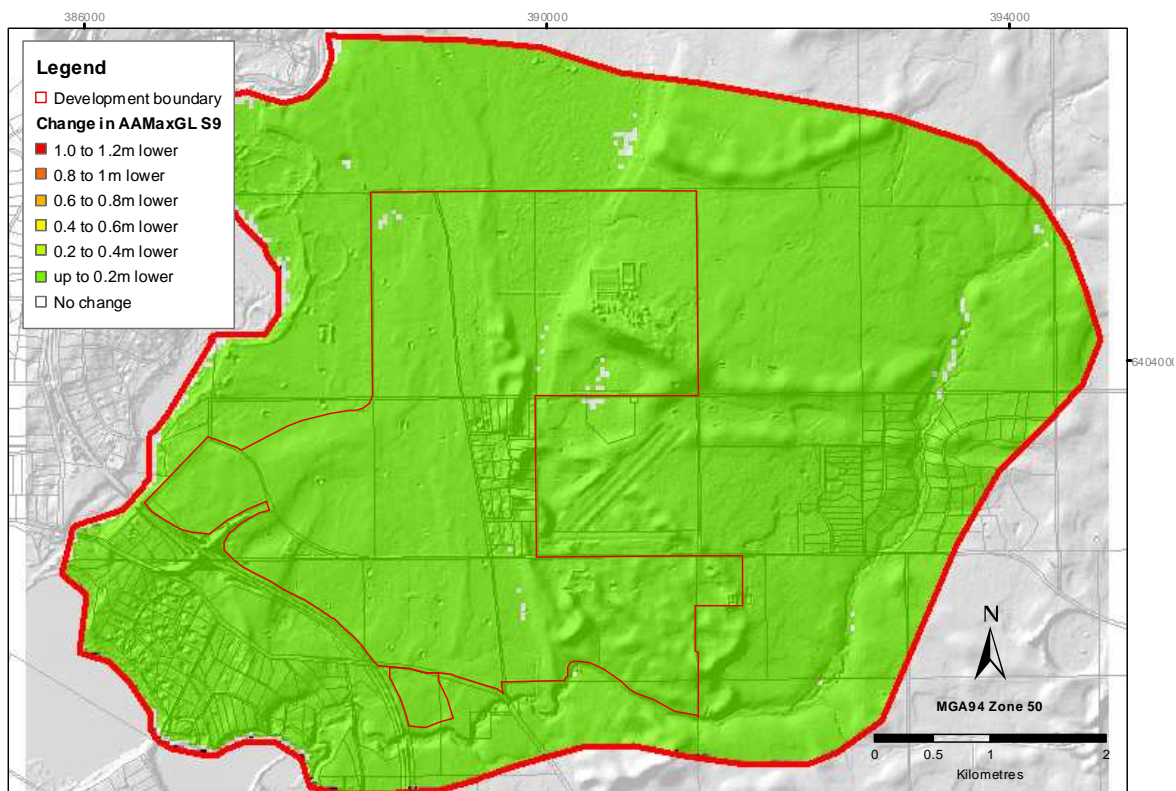 386000
390000
394000
Legend
Development boundary
Change in AAMaxGL S9
1.0 to 1.2m lower
0.8 to 1m lower
0.6 to 0.8m lower
0.4 to 0.6m lower
0.2 to 0.4m lower
up to 0.2m lower
No change
6404000
N
MGA94 Zone 50
0 0.5 1 2
Kilometres